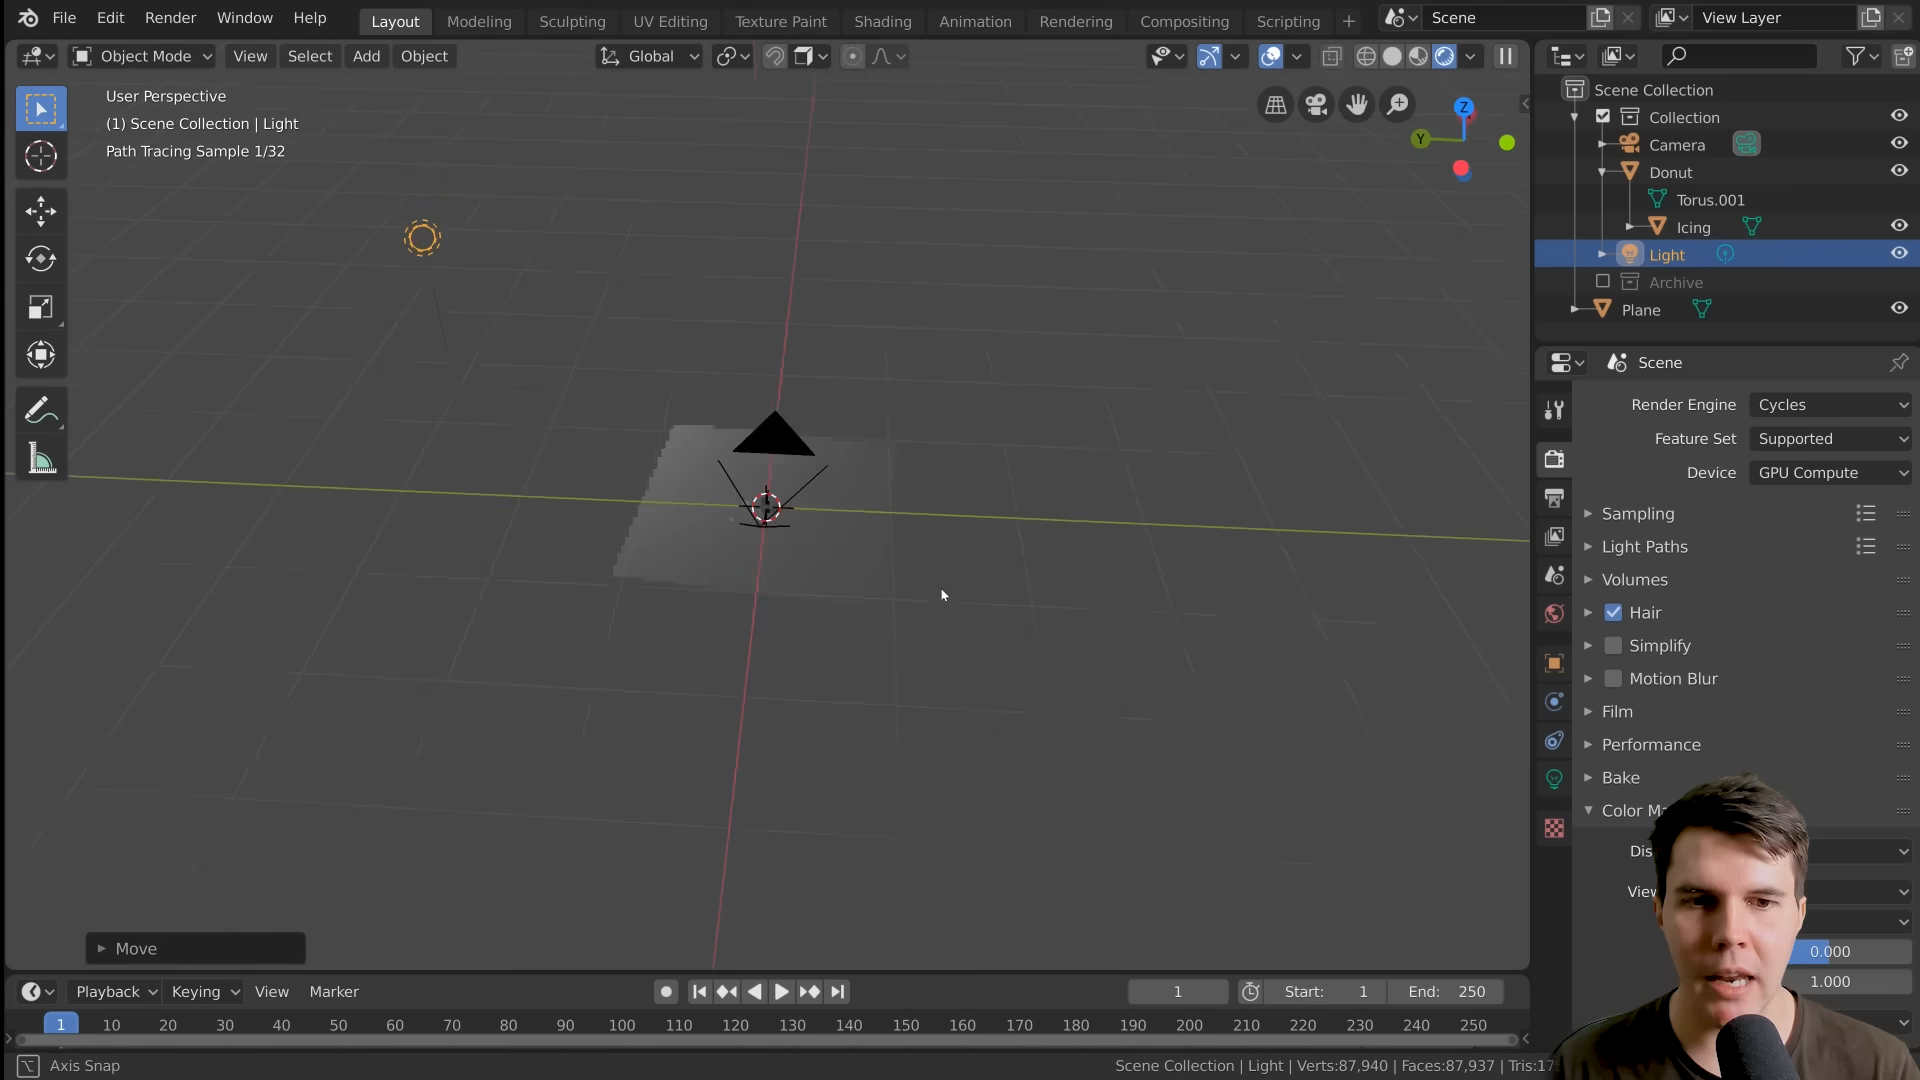 File Edit Render Window Help Layout Modeling Sculpting UV Editing Texture Paint Shading Animation Rendering Compositing Scripting + Scene View Layer
Object Mode View Select Add Object Global
User Perspective
(1) Scene Collection | Light
Path Tracing Sample 1/32
Z
Y
Scene Collection
Collection
Camera
Donut
Torus.001
Icing
Light
Archive
Plane
Scene
Render Engine Cycles
Feature Set Supported
Device GPU Compute
Sampling
Light Paths
Volumes
Hair
Simplify
Motion Blur
Film
Performance
Bake
Color
0.000
1.000
Move
Playback Keying View Marker 1 Start: 1 End: 250
1 10 20 30 40 50 60 70 80 90 100 110 120 130 140 150 160 170 180 190 200 210 220 230 240 250
Axis Snap Scene Collection | Light | Verts:87,940 | Faces:87,937 | Tris:17